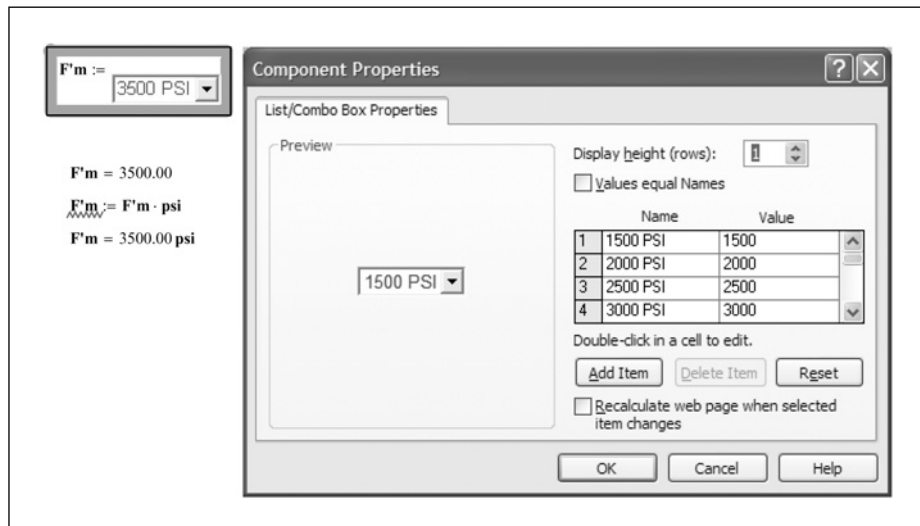 F'm :=
3500 PSI
F'm = 3500.00
F'm := F'm · psi
F'm = 3500.00 psi
Component Properties
List/Combo Box Properties
Preview
1500 PSI
Display height (rows): 1
Values equal Names
Name Value
1 1500 PSI 1500
2 2000 PSI 2000
3 2500 PSI 2500
4 3000 PSI 3000
Double-click in a cell to edit.
Add Item Delete Item Reset
Recalculate web page when selected
item changes
OK Cancel Help